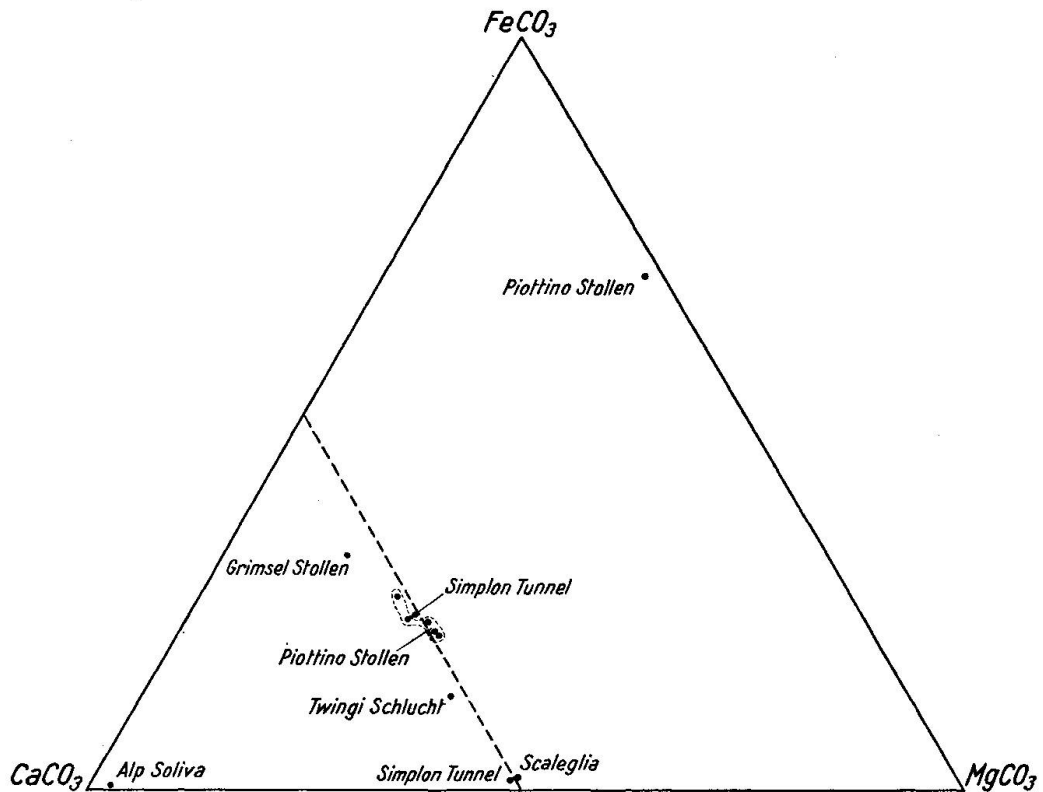 FeCO₃
Piottino Stollen
Grimsel Stollen
Simplon Tunnel
Piottino Stollen
Twingi Schlucht
CaCO₃
Alp Soliva
Simplon Tunnel
Scaleglia
MgCO₃